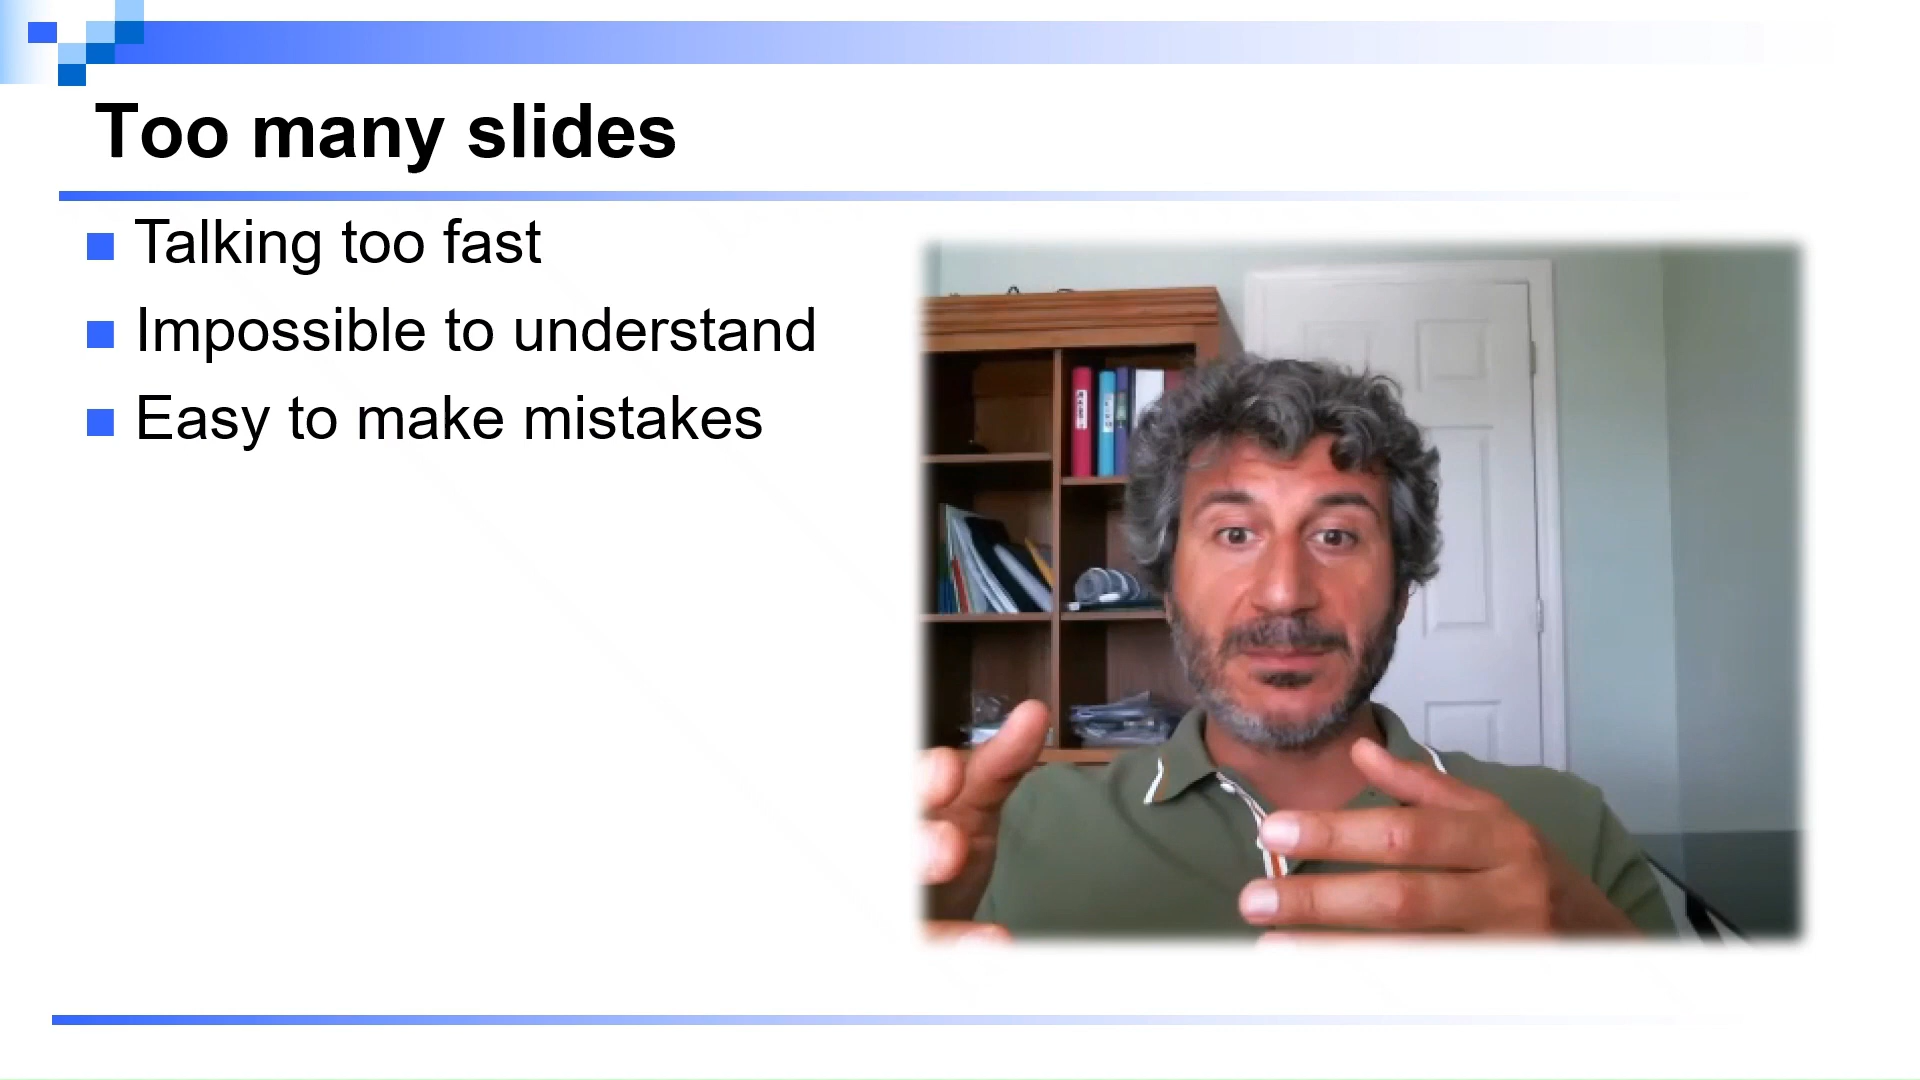 Too many slides
Talking too fast
Impossible to understand
Easy to make mistakes